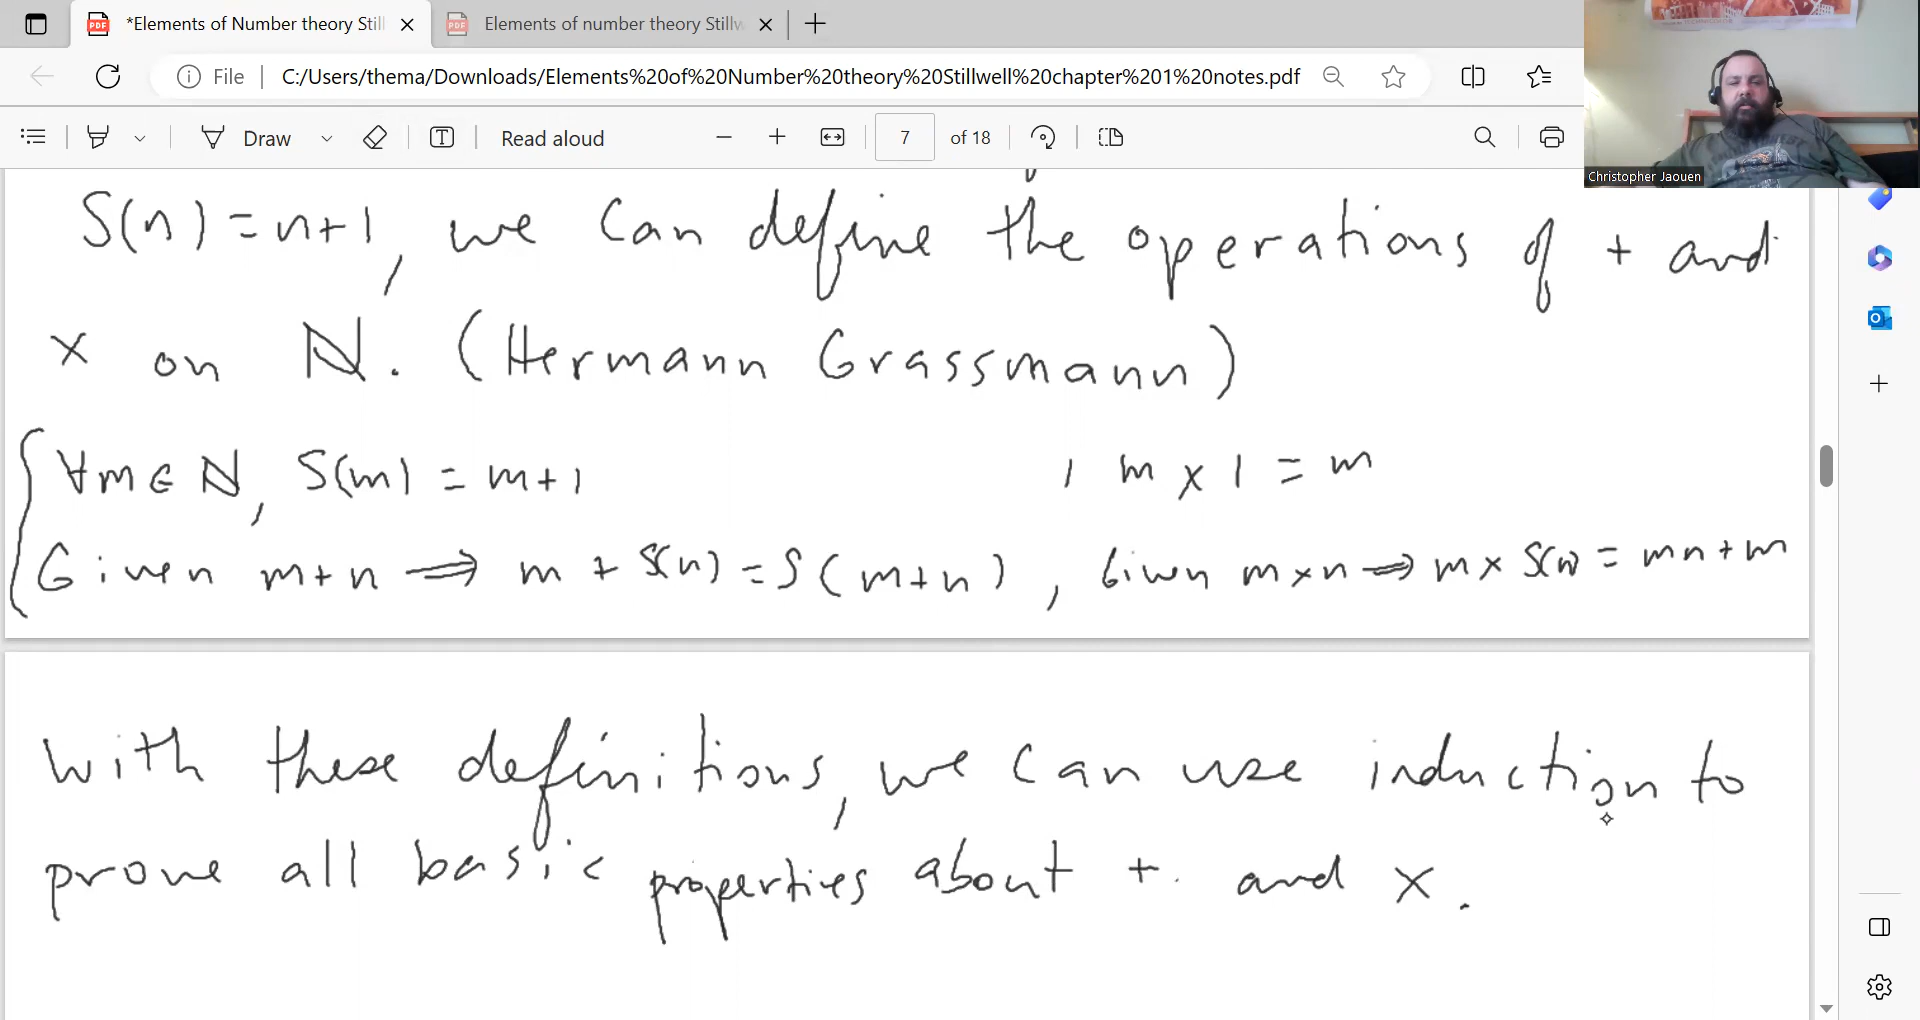 *Elements of Number theory Still
Elements of number theory Stillw
File
C:/Users/thema/Downloads/Elements%20of%20Number%20theory%20Stillwell%20chapter%201%20notes.pdf
Draw
Read aloud
7 of 18
Christopher Jaouen
S(n) = n+1, we can define the operations of + and
× on ℕ. (Hermann Grassmann)
∀m∈ℕ, S(m) = m+1 , m × 1 = m
Given m+n ⟹ m + S(n) = S(m+n), Given m×n ⟹ m × S(n) = mn+m
With these definitions, we can use induction to
prove all basic properties about + and ×.